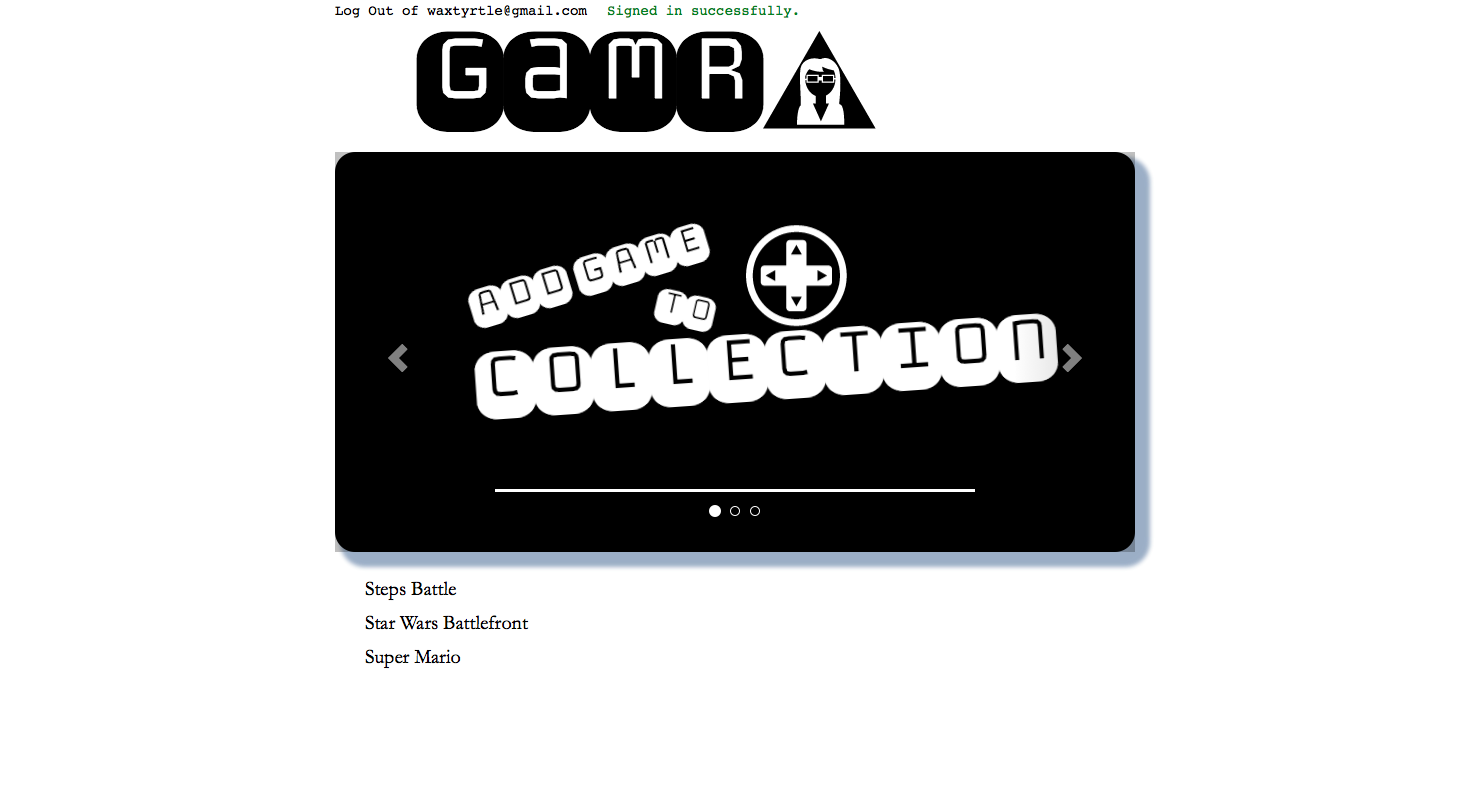 Log Out of waxtyrtle@gmail.com Signed in successfully.
GamR
ADD GAME
TO
COLLECTION
Steps Battle
Star Wars Battlefront
Super Mario